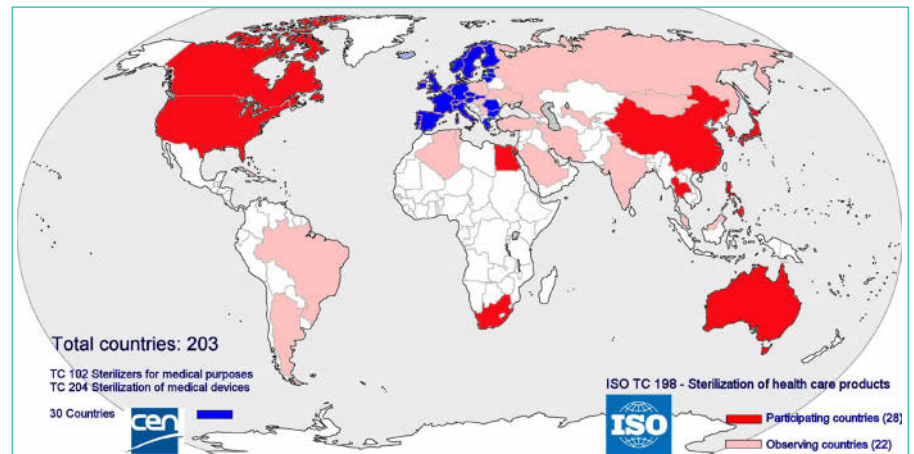 Total countries: 203
TC 102 Sterilizers for medical purposes
TC 204 Sterilization of medical devices
30 Countries
cen
ISO TC 198 - Sterilization of health care products
ISO
Participating countries (28)
Observing countries (22)